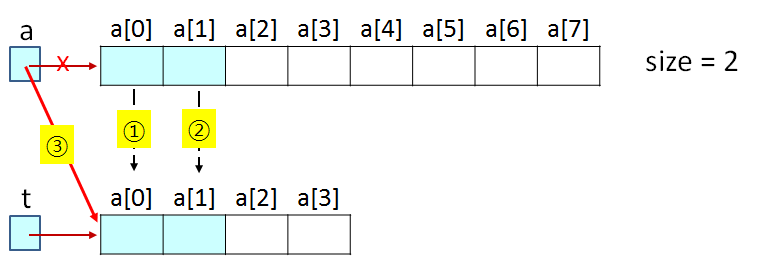 a a[0] a[1] a[2] a[3] a[4] a[5] a[6] a[7]
X size = 2
① ②
③
t a[0] a[1] a[2] a[3]